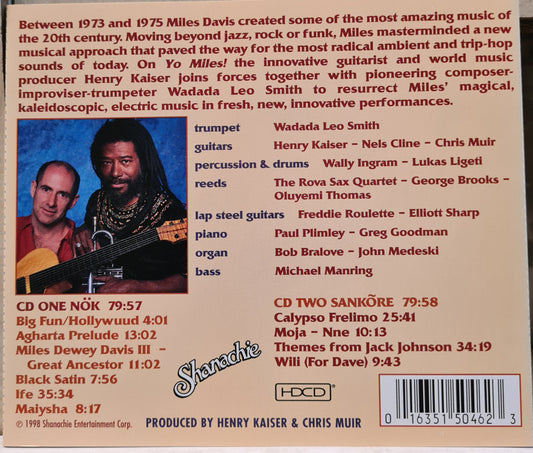 Between 1973 and 1975 Miles Davis created some of the most amazing music of
the 20th century. Moving beyond jazz, rock or funk, Miles masterminded a new
musical approach that paved the way for the most radical ambient and trip-hop
sounds of today. On Yo Miles! the innovative guitarist and world music
producer Henry Kaiser joins forces together with pioneering composer-
improviser-trumpeter Wadada Leo Smith to resurrect Miles' magical,
kaleidoscopic, electric music in fresh, new, innovative performances.
trumpet Wadada Leo Smith
guitars Henry Kaiser – Nels Cline – Chris Muir
percussion & drums Wally Ingram – Lukas Ligeti
reeds The Rova Sax Quartet – George Brooks –
Oluyemi Thomas
lap steel guitars Freddie Roulette – Elliott Sharp
piano Paul Plimley – Greg Goodman
organ Bob Bralove – John Medeski
bass Michael Manring
CD ONE NÖK 79:57
Big Fun/Hollywuud 4:01
Agharta Prelude 13:02
Miles Dewey Davis III –
Great Ancestor 11:02
Black Satin 7:56
Ife 35:34
Maiysha 8:17
CD TWO SANKÕRE 79:58
Calypso Frelimo 25:41
Moja – Nne 10:13
Themes from Jack Johnson 34:19
Wili (For Dave) 9:43
Shanachie
HDCD
0 16351 50462 3
℗ 1998 Shanachie Entertainment Corp.
PRODUCED BY HENRY KAISER & CHRIS MUIR